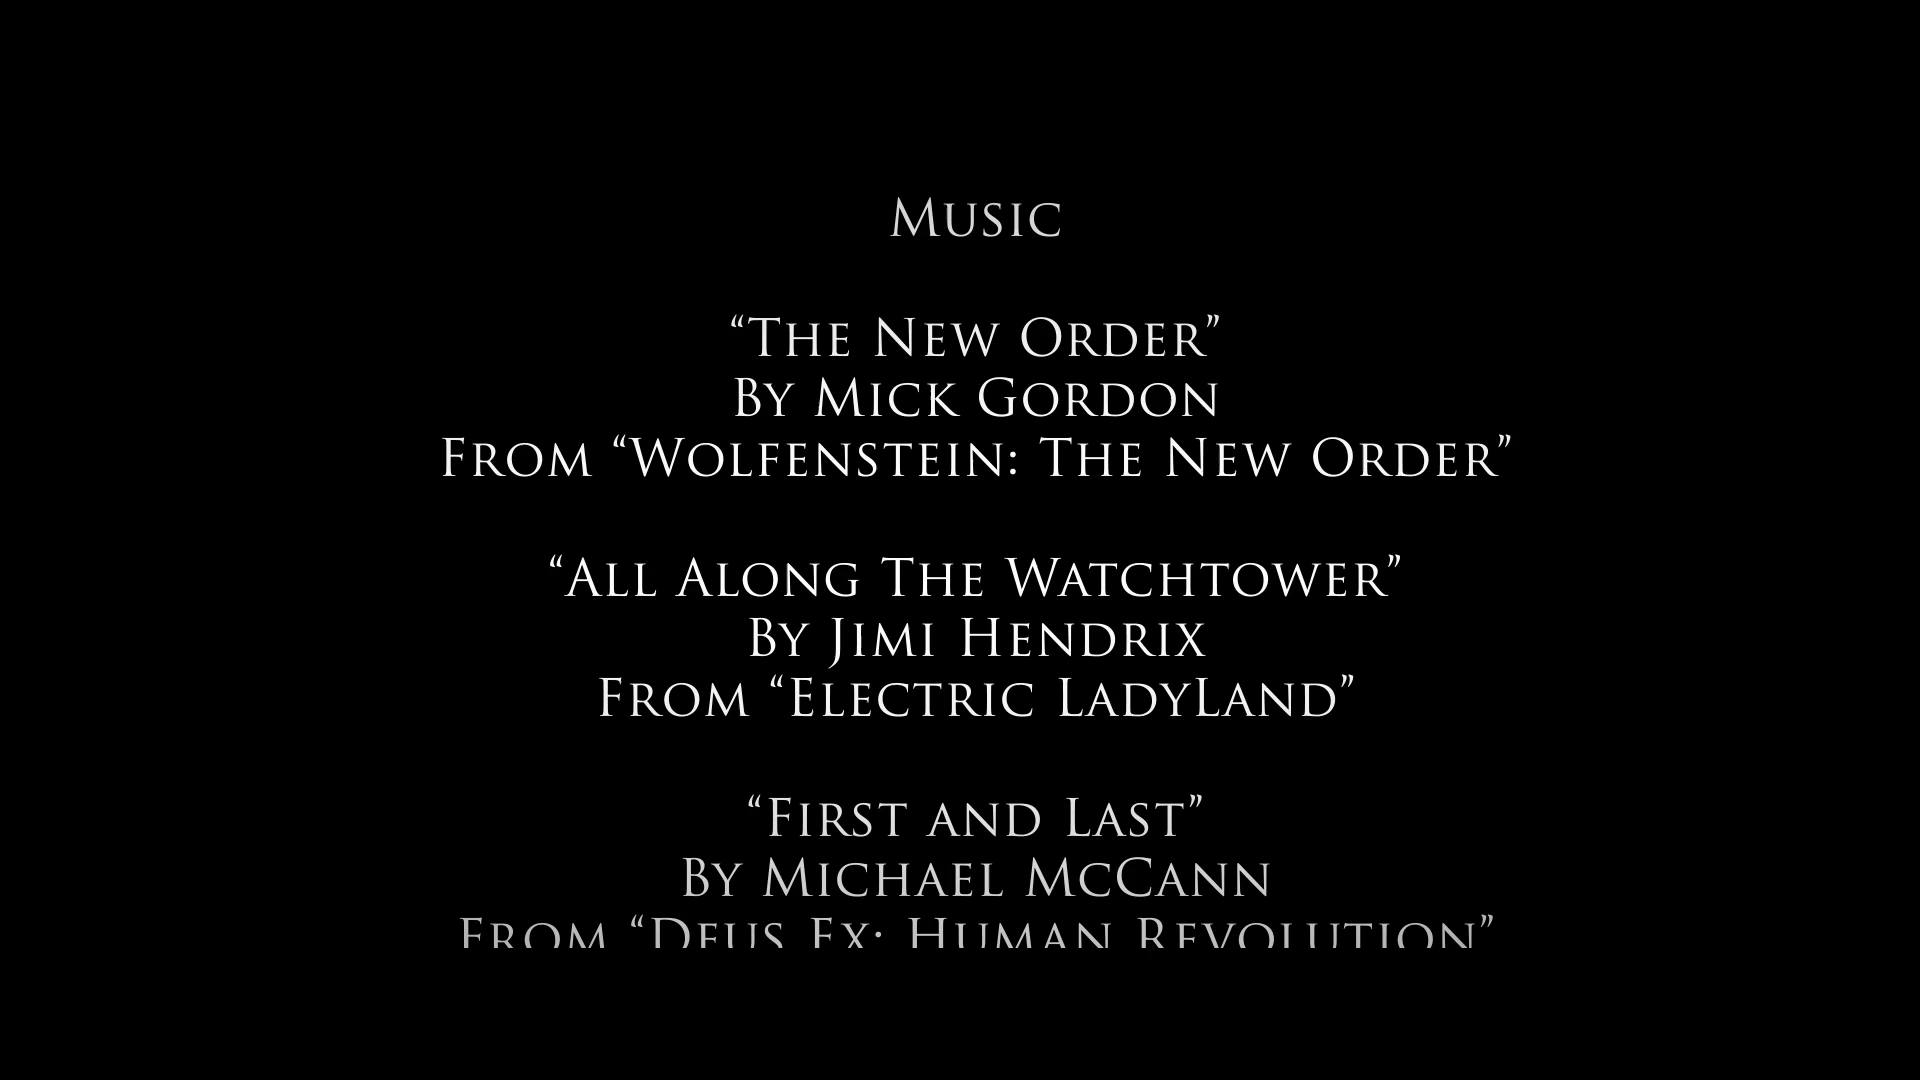 Music
“The New Order”
By Mick Gordon
From “Wolfenstein: The New Order”
“All Along The Watchtower”
By Jimi Hendrix
From “Electric LadyLand”
“First and Last”
By Michael McCann
From “Deus Ex: Human Revolution”